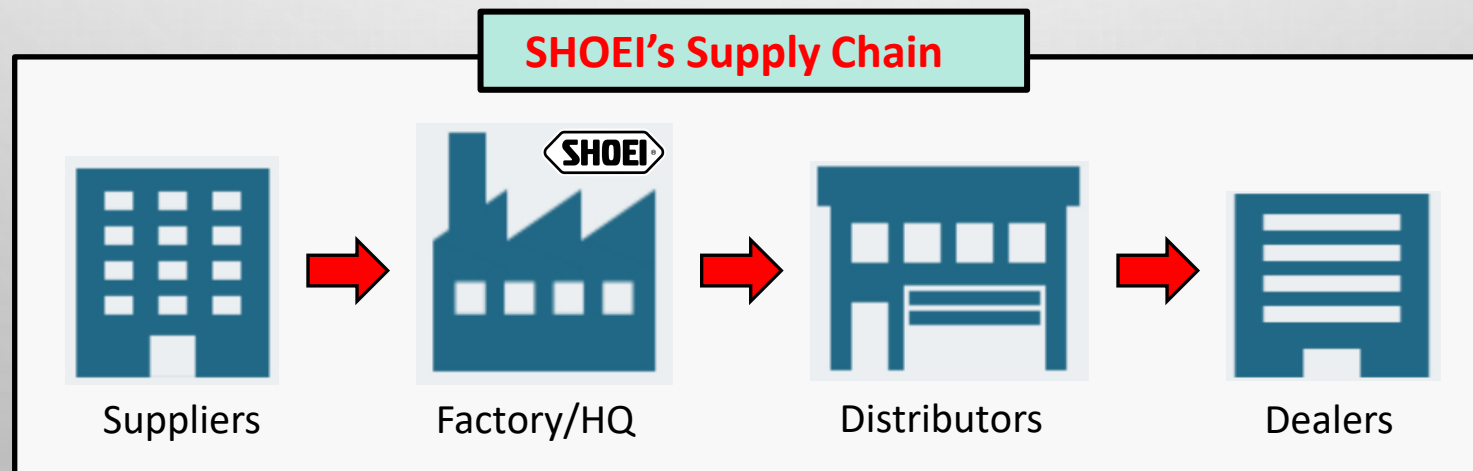 SHOEI's Supply Chain
SHOEI
Suppliers
Factory/HQ
Distributors
Dealers